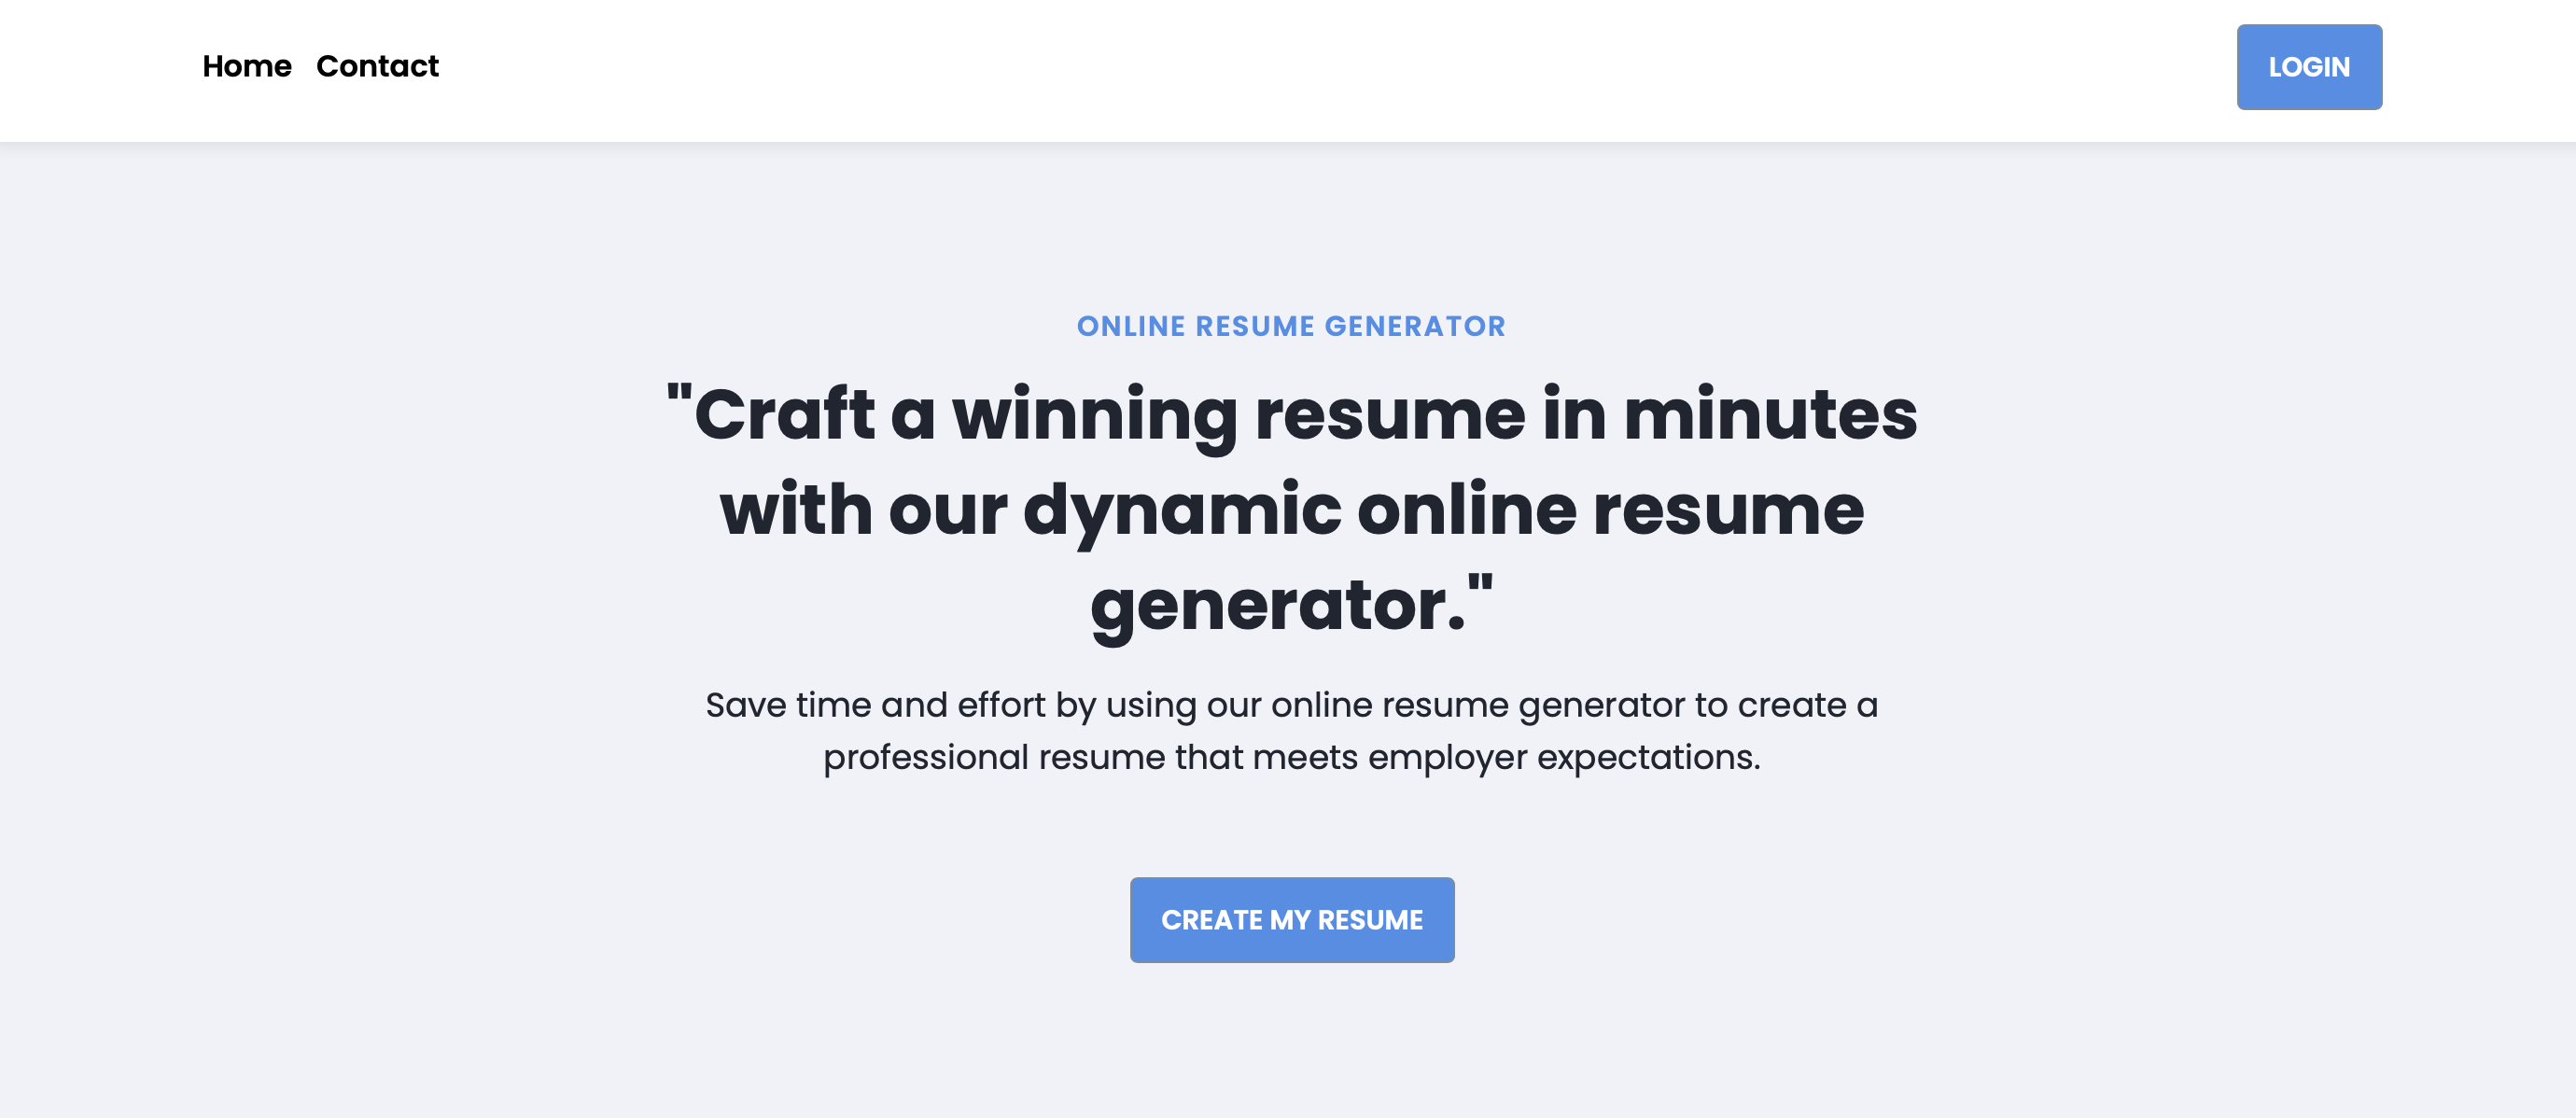 Home Contact LOGIN
ONLINE RESUME GENERATOR
"Craft a winning resume in minutes
with our dynamic online resume
generator."
Save time and effort by using our online resume generator to create a
professional resume that meets employer expectations.
CREATE MY RESUME